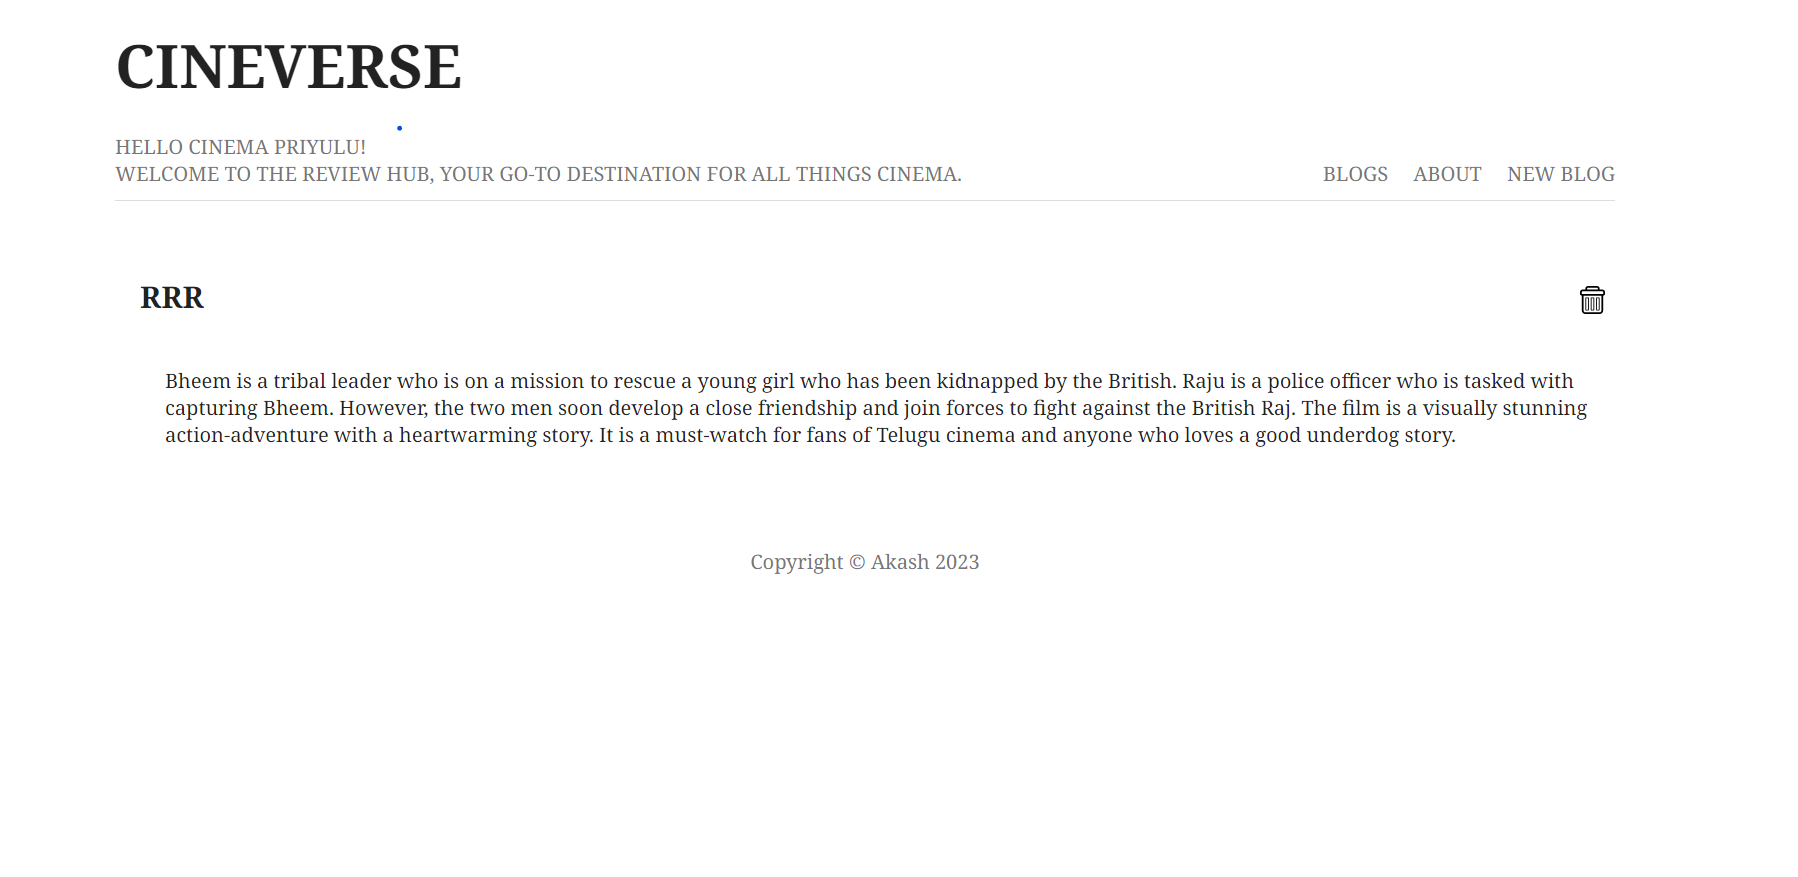 CINEVERSE
HELLO CINEMA PRIYULU!
WELCOME TO THE REVIEW HUB, YOUR GO-TO DESTINATION FOR ALL THINGS CINEMA.
BLOGS ABOUT NEW BLOG
RRR
Bheem is a tribal leader who is on a mission to rescue a young girl who has been kidnapped by the British. Raju is a police officer who is tasked with
capturing Bheem. However, the two men soon develop a close friendship and join forces to fight against the British Raj. The film is a visually stunning
action-adventure with a heartwarming story. It is a must-watch for fans of Telugu cinema and anyone who loves a good underdog story.
Copyright © Akash 2023